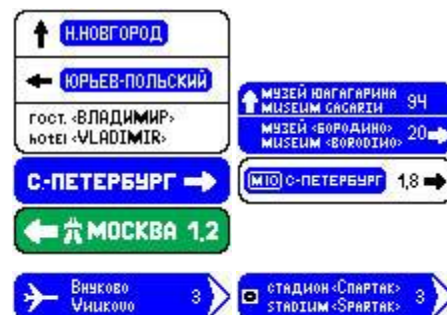 Н.НОВГОРОД
ЮРЬЕВ-ПОЛЬСКИЙ
гост. «ВЛАДИМИР»
hotel «VLADIMIR»
С.-ПЕТЕРБУРГ
МОСКВА 1,2
МУЗЕЙ ЮАГАГАРИНА 94
MUSEUM GAGARIN
МУЗЕЙ «БОРОДИНО» 20
MUSEUM «BORODINO»
М10 С-ПЕТЕРБУРГ 1,8
Внуково 3
Vnukovo
стадион «Спартак» 3
stadium «Spartak»